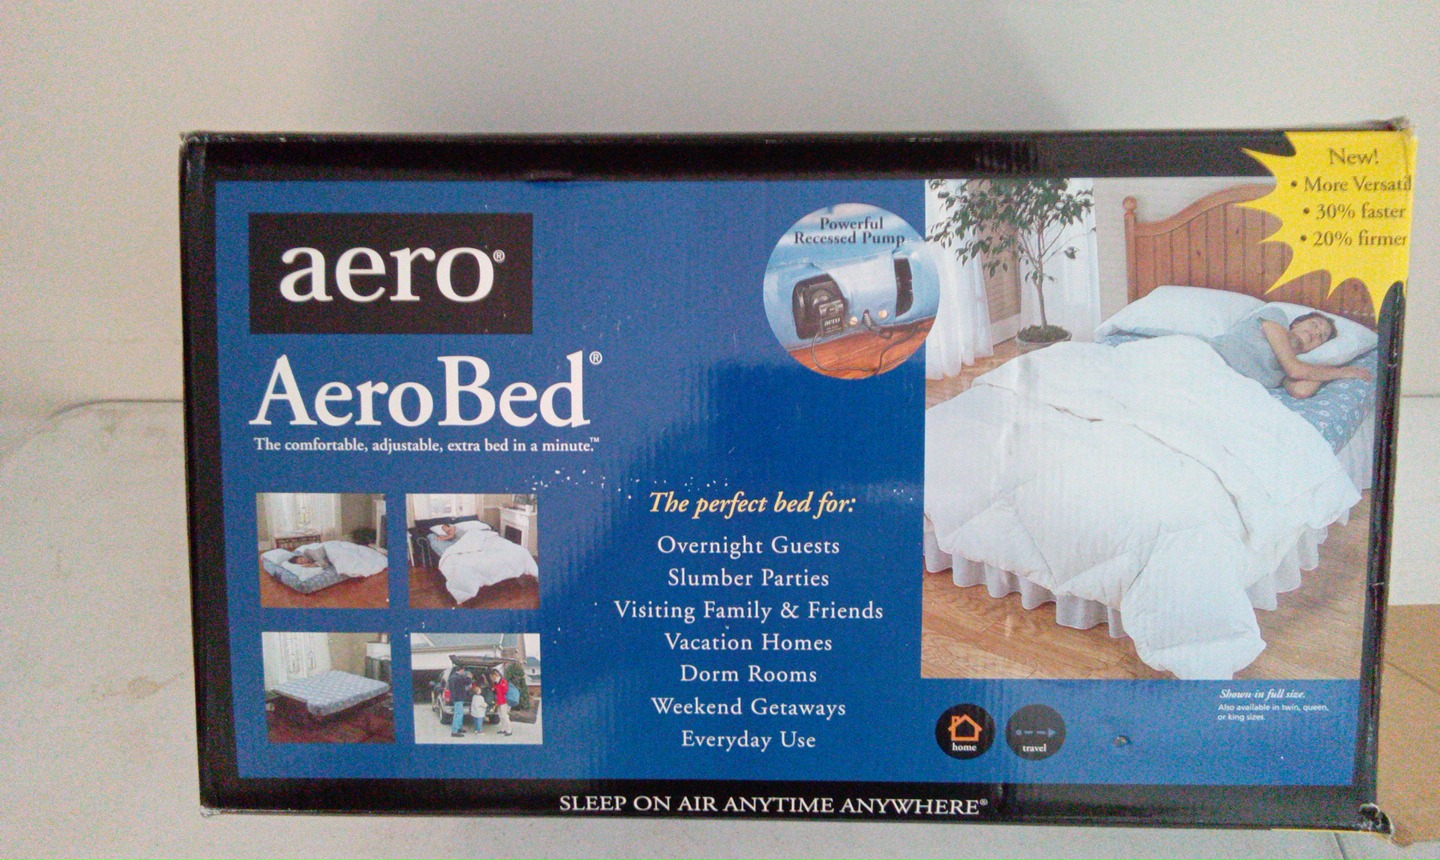 aero®
AeroBed®
The comfortable, adjustable, extra bed in a minute.™
Powerful
Recessed Pump
aero
New!
• More Versatil
• 30% faster
• 20% firmer
The perfect bed for:
Overnight Guests
Slumber Parties
Visiting Family & Friends
Vacation Homes
Dorm Rooms
Weekend Getaways
Everyday Use
home
travel
Shown in full size.
Also available in twin, queen,
or king sizes
SLEEP ON AIR ANYTIME ANYWHERE®